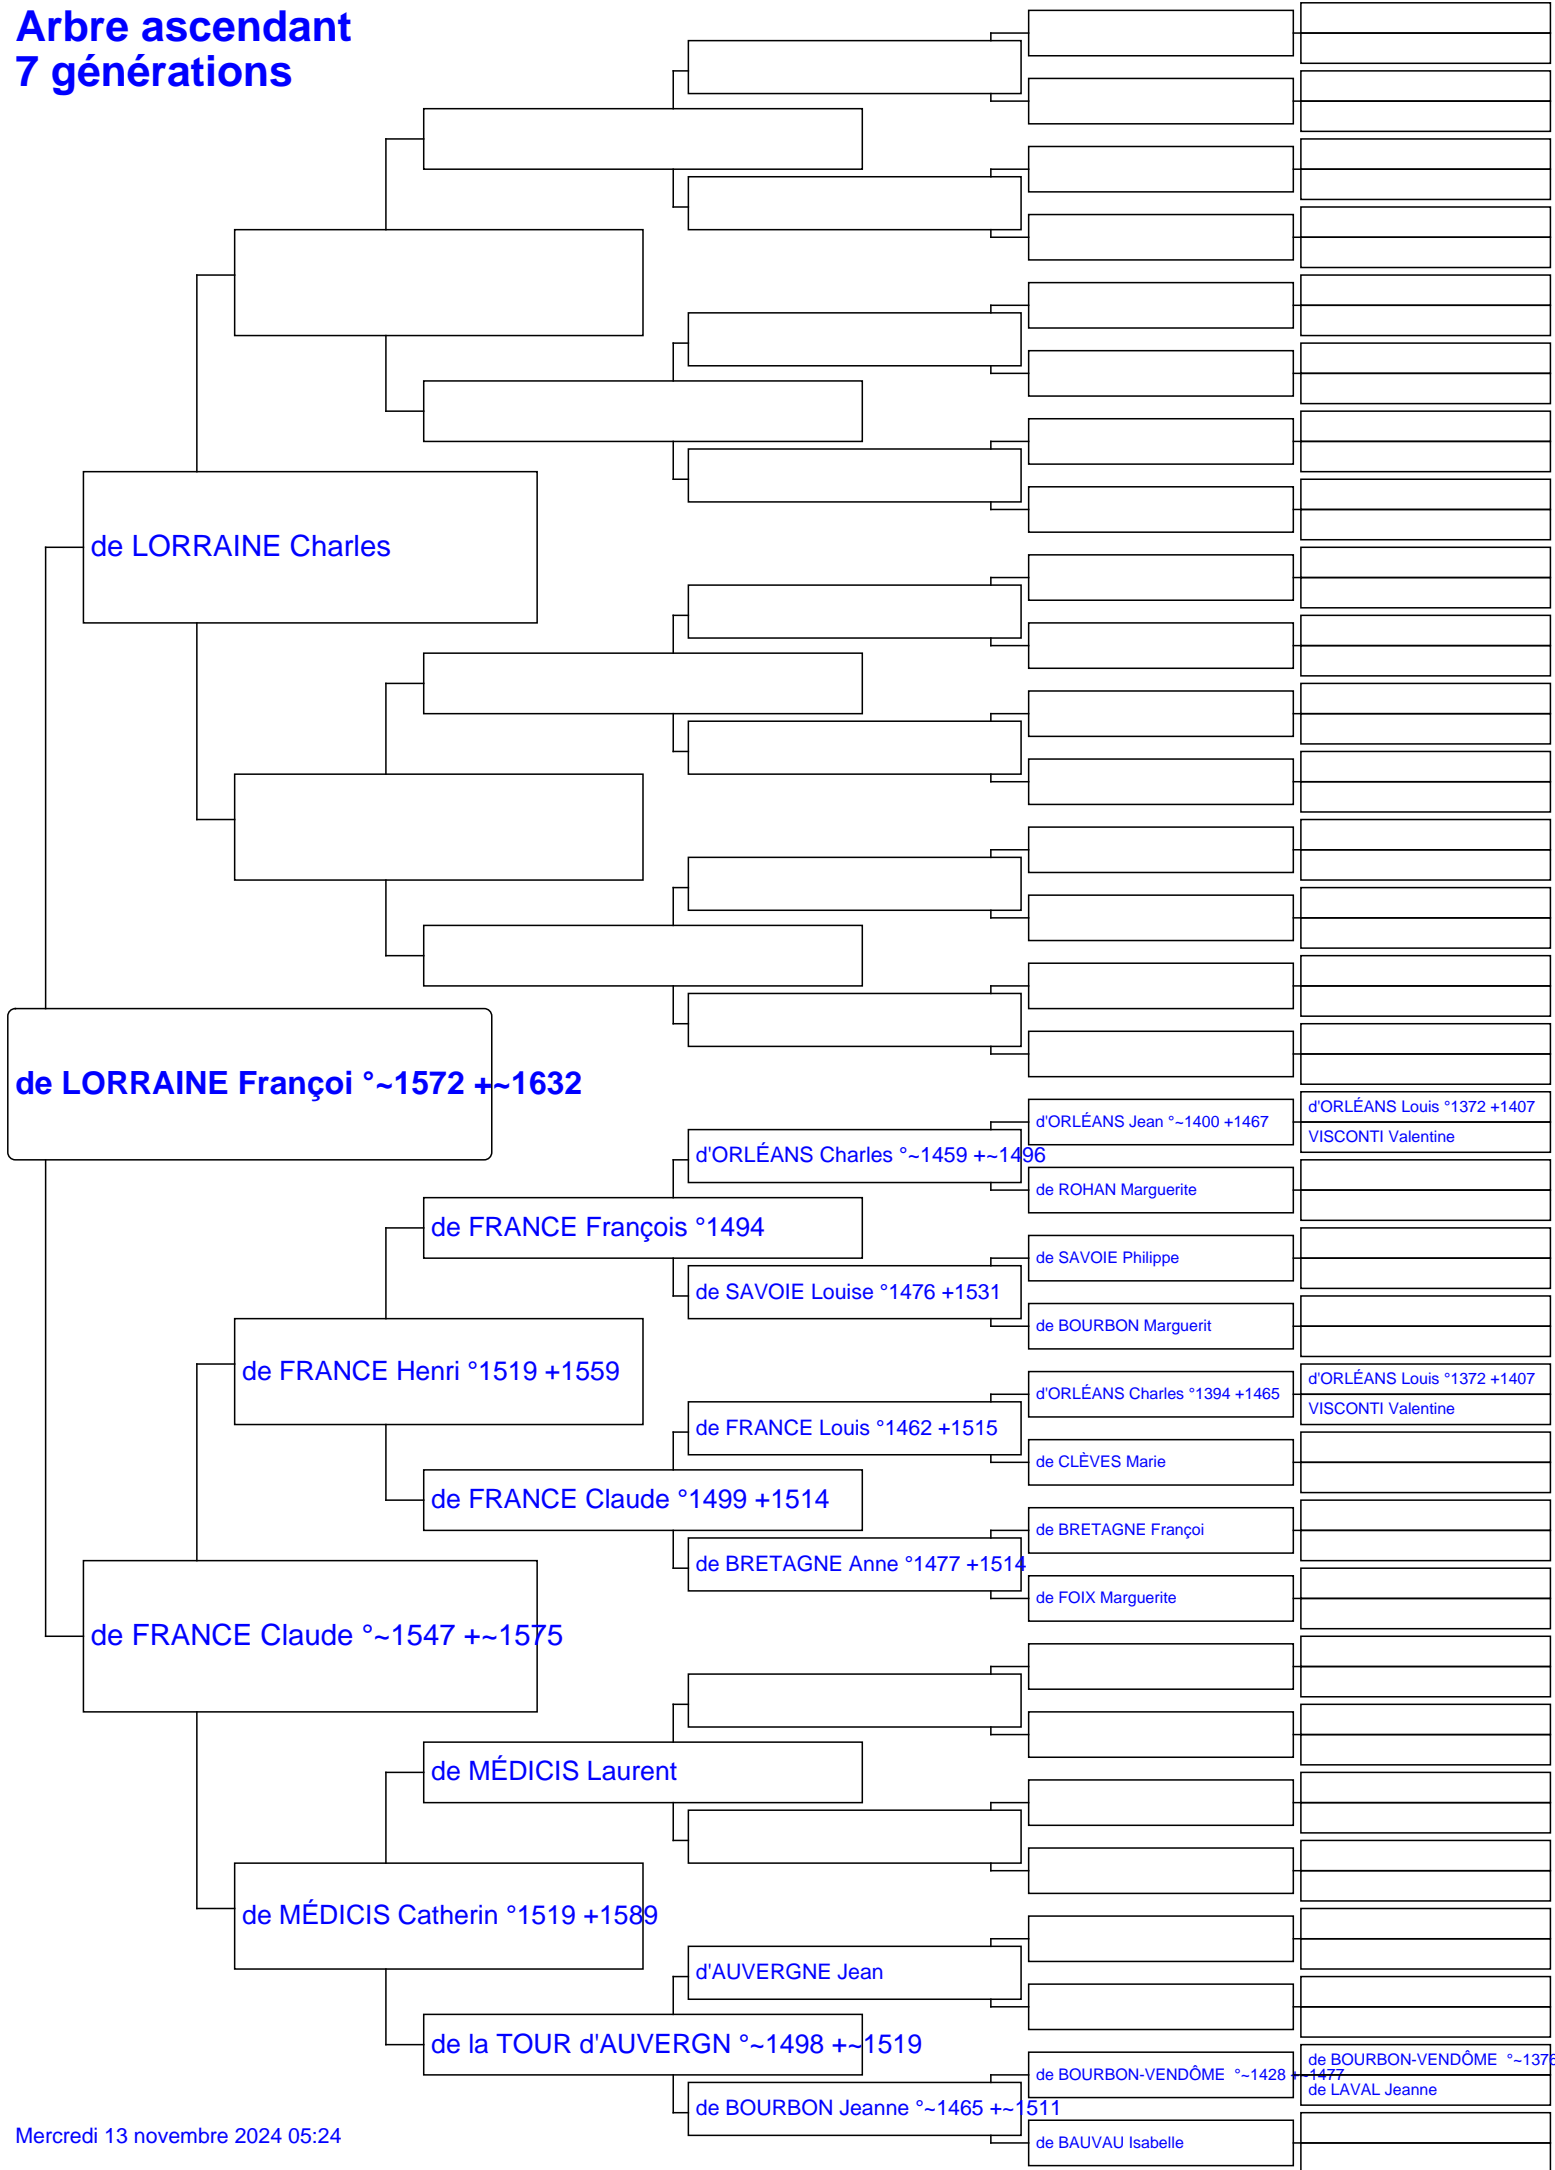 Arbre ascendant
7 générations
de LORRAINE Charles
de LORRAINE Françoi °~1572 +~1632
d'ORLÉANS Louis °1372 +1407
d'ORLÉANS Jean °~1400 +1467
VISCONTI Valentine
d'ORLÉANS Charles °~1459 +~1496
de ROHAN Marguerite
de FRANCE François °1494
de SAVOIE Philippe
de SAVOIE Louise °1476 +1531
de BOURBON Marguerit
de FRANCE Henri °1519 +1559
d'ORLÉANS Louis °1372 +1407
d'ORLÉANS Charles °1394 +1465
VISCONTI Valentine
de FRANCE Louis °1462 +1515
de CLÈVES Marie
de FRANCE Claude °1499 +1514
de BRETAGNE Françoi
de BRETAGNE Anne °1477 +1514
de FOIX Marguerite
de FRANCE Claude °~1547 +~1575
de MÉDICIS Laurent
de MÉDICIS Catherin °1519 +1589
d'AUVERGNE Jean
de la TOUR d'AUVERGN °~1498 +~1519
de BOURBON-VENDÔME °~1376
de BOURBON-VENDÔME °~1428 +~1477
de LAVAL Jeanne
de BOURBON Jeanne °~1465 +~1511
de BAUVAU Isabelle
Mercredi 13 novembre 2024 05:24